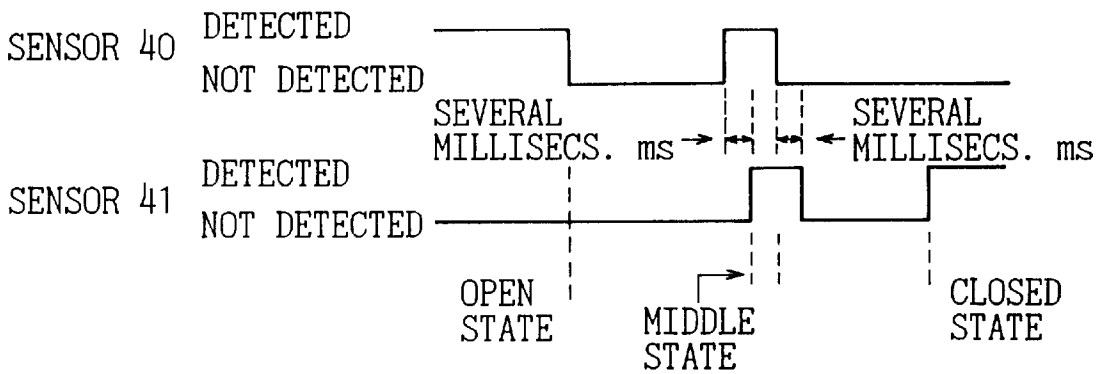 SENSOR 40
DETECTED
NOT DETECTED
SEVERAL
MILLISECS. ms
SEVERAL
MILLISECS. ms
SENSOR 41
DETECTED
NOT DETECTED
OPEN
STATE
MIDDLE
STATE
CLOSED
STATE